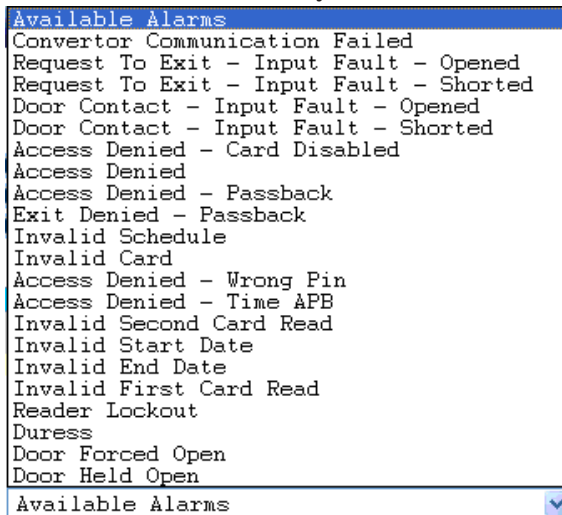 Available Alarms
Convertor Communication Failed
Request To Exit - Input Fault - Opened
Request To Exit - Input Fault - Shorted
Door Contact - Input Fault - Opened
Door Contact - Input Fault - Shorted
Access Denied - Card Disabled
Access Denied
Access Denied - Passback
Exit Denied - Passback
Invalid Schedule
Invalid Card
Access Denied - Wrong Pin
Access Denied - Time APB
Invalid Second Card Read
Invalid Start Date
Invalid End Date
Invalid First Card Read
Reader Lockout
Duress
Door Forced Open
Door Held Open
Available Alarms